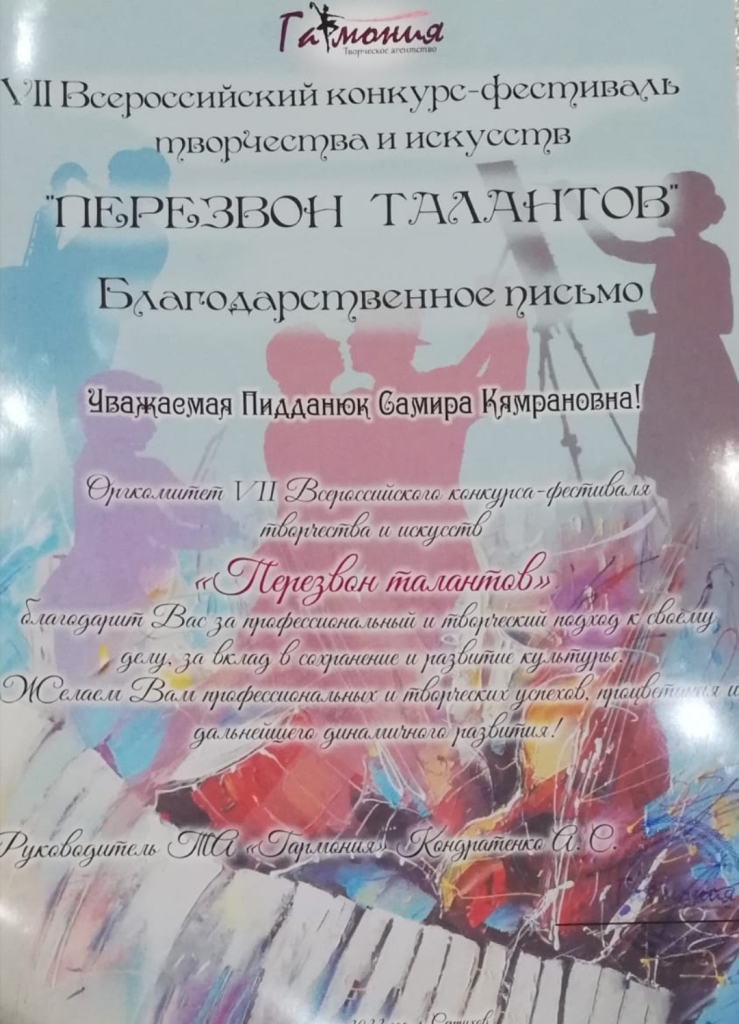 Гармония
Творческое агентство
VII Всероссийский конкурс-фестиваль
творчества и искусств
"ПЕРЕЗВОН ТАЛАНТОВ"
Благодарственное письмо
Уважаемая Пидданюк Самира Кямрановна!
Оргкомитет VII Всероссийского конкурса-фестиваля
творчества и искусств
«Перезвон талантов»
благодарит Вас за профессиональный и творческий подход к своему
делу, за вклад в сохранение и развитие культуры.
Желаем Вам профессиональных и творческих успехов, процветания и
дальнейшего динамичного развития!
Руководитель ТА «Гармония» Кондратенко А. С.